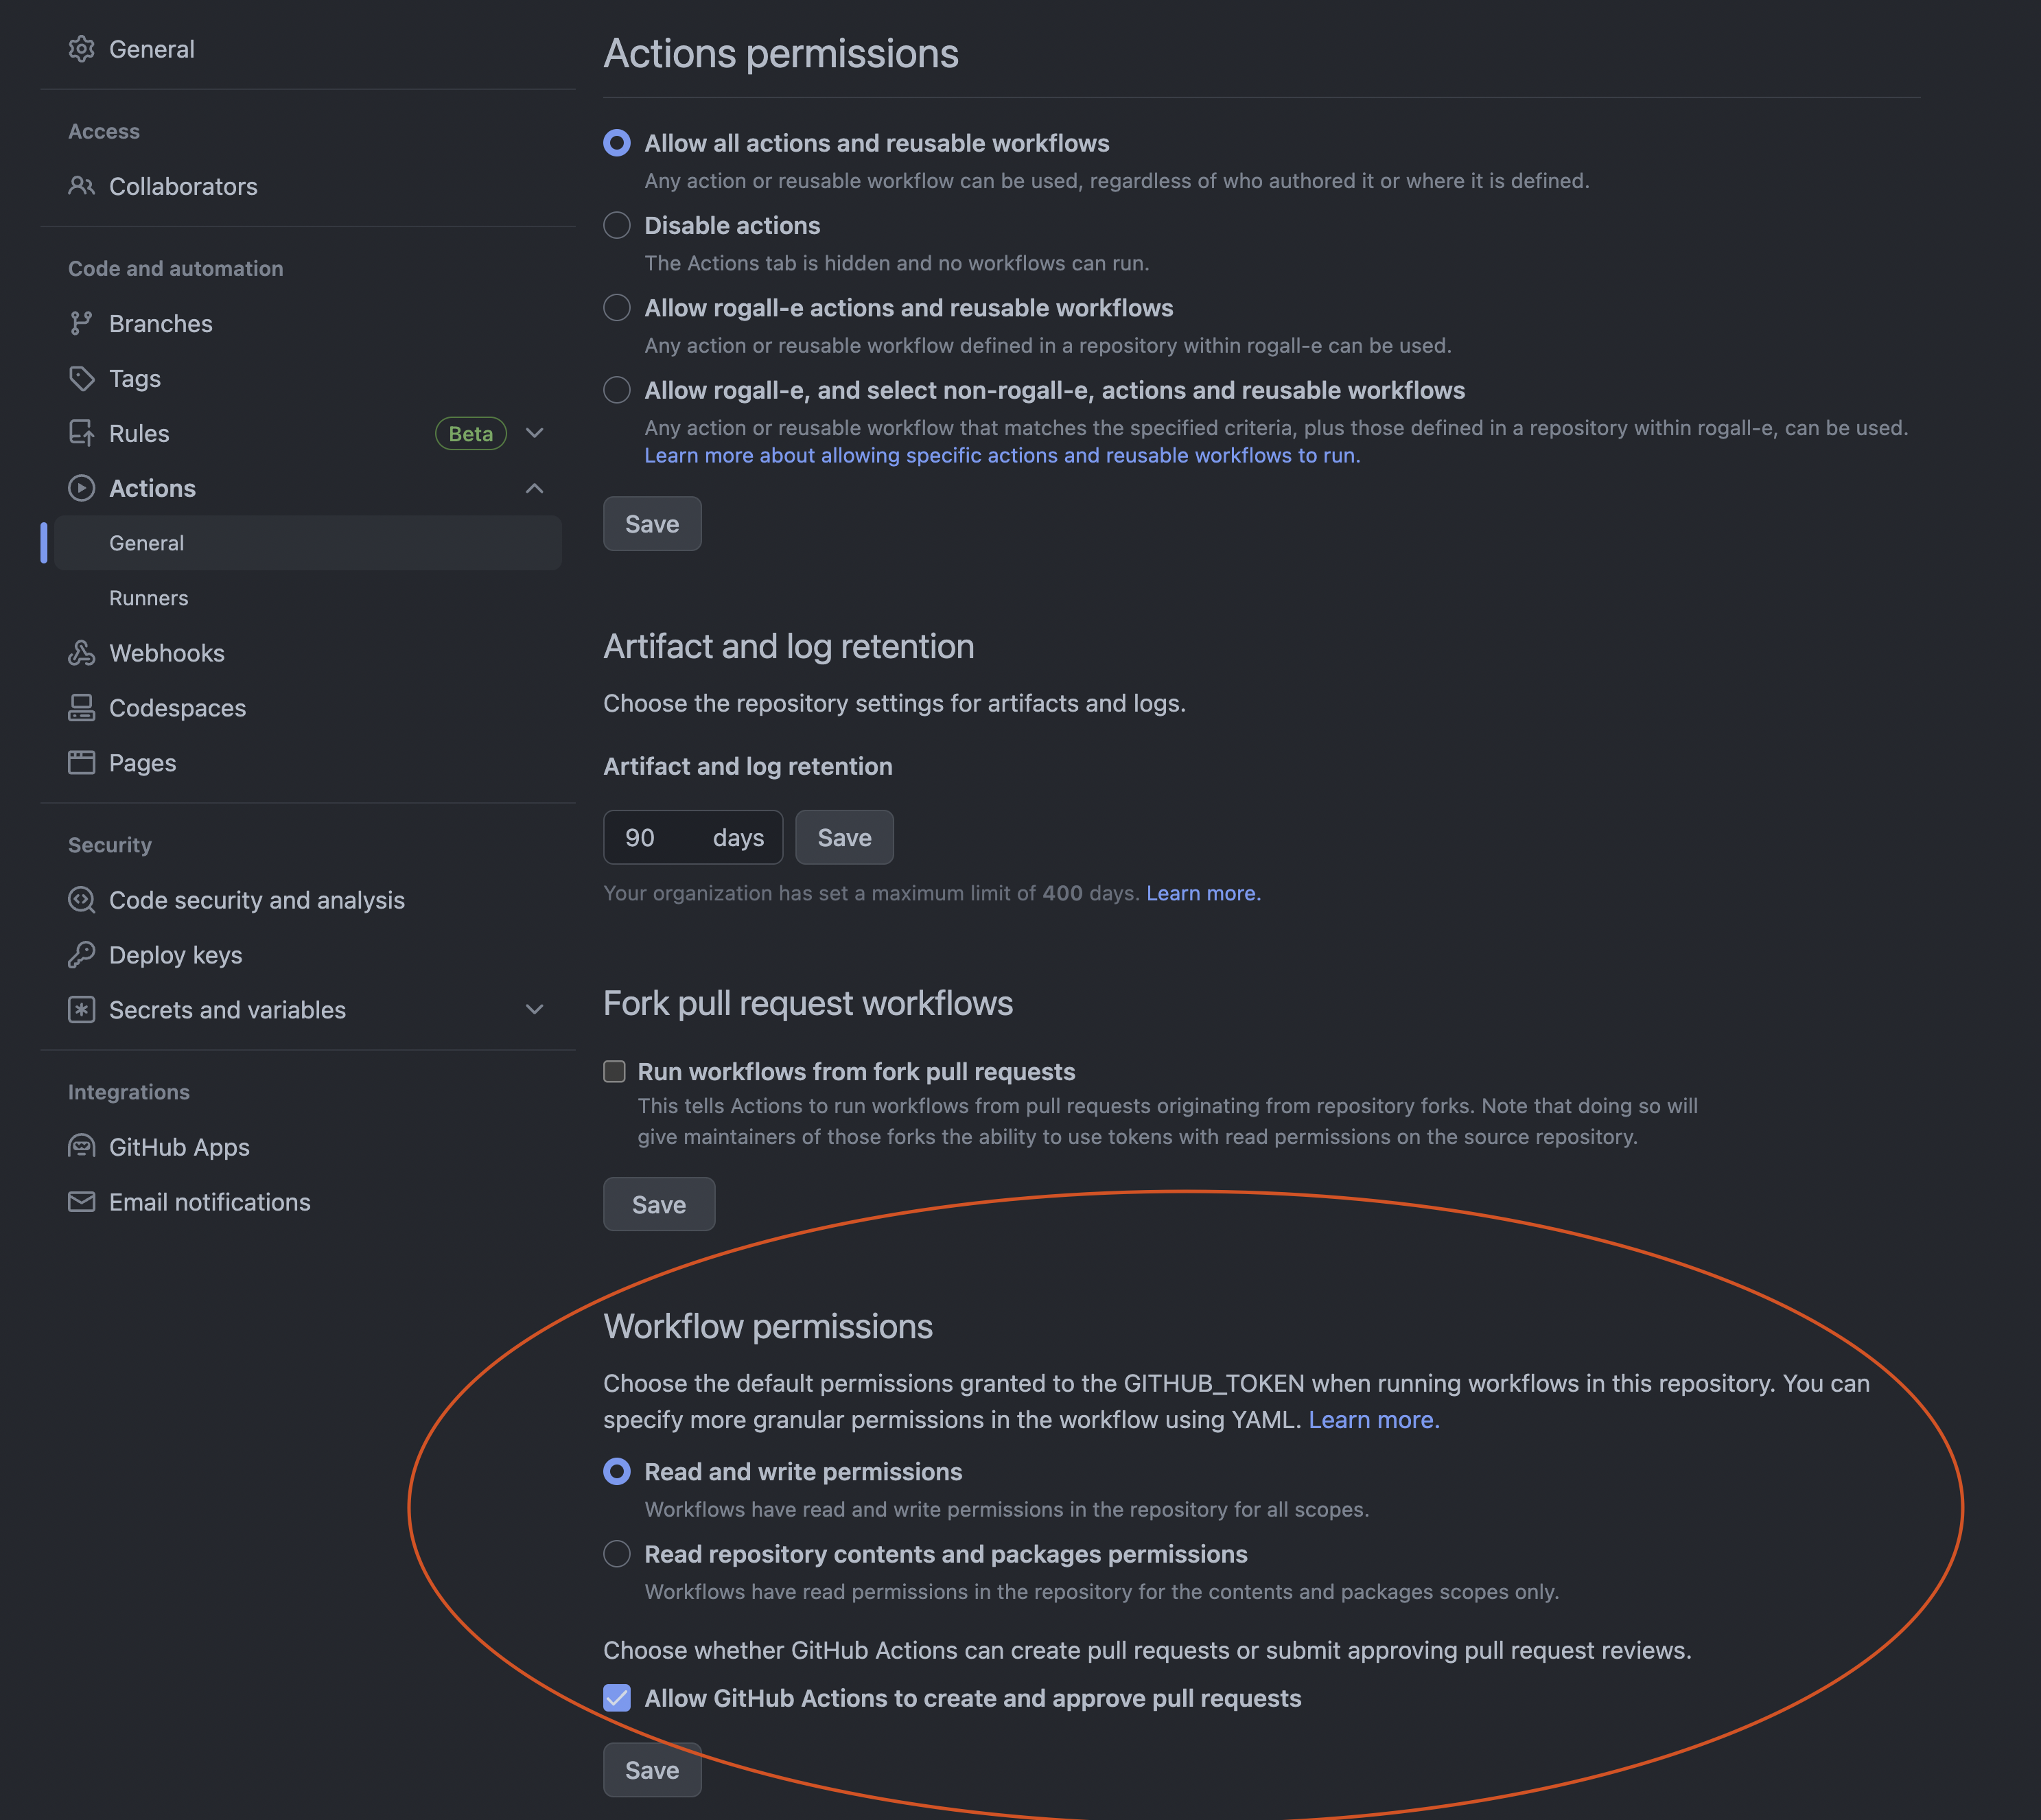 General
Access
Collaborators
Code and automation
Branches
Tags
Rules Beta
Actions
General
Runners
Webhooks
Codespaces
Pages
Security
Code security and analysis
Deploy keys
Secrets and variables
Integrations
GitHub Apps
Email notifications
Actions permissions
Allow all actions and reusable workflows
Any action or reusable workflow can be used, regardless of who authored it or where it is defined.
Disable actions
The Actions tab is hidden and no workflows can run.
Allow rogall-e actions and reusable workflows
Any action or reusable workflow defined in a repository within rogall-e can be used.
Allow rogall-e, and select non-rogall-e, actions and reusable workflows
Any action or reusable workflow that matches the specified criteria, plus those defined in a repository within rogall-e, can be used.
Learn more about allowing specific actions and reusable workflows to run.
Save
Artifact and log retention
Choose the repository settings for artifacts and logs.
Artifact and log retention
90 days Save
Your organization has set a maximum limit of 400 days. Learn more.
Fork pull request workflows
Run workflows from fork pull requests
This tells Actions to run workflows from pull requests originating from repository forks. Note that doing so will
give maintainers of those forks the ability to use tokens with read permissions on the source repository.
Save
Workflow permissions
Choose the default permissions granted to the GITHUB_TOKEN when running workflows in this repository. You can
specify more granular permissions in the workflow using YAML. Learn more.
Read and write permissions
Workflows have read and write permissions in the repository for all scopes.
Read repository contents and packages permissions
Workflows have read permissions in the repository for the contents and packages scopes only.
Choose whether GitHub Actions can create pull requests or submit approving pull request reviews.
Allow GitHub Actions to create and approve pull requests
Save